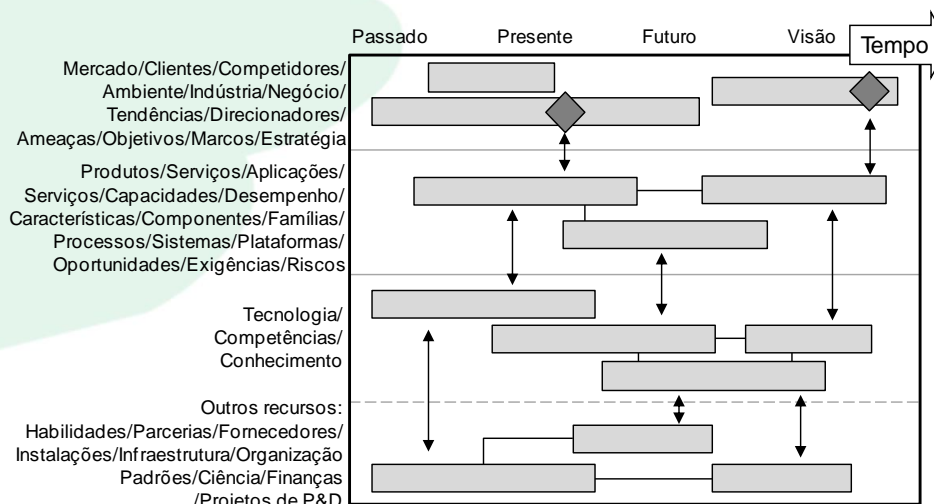 Passado
Presente
Futuro
Visão
Tempo
Mercado/Clientes/Competidores/
Ambiente/Indústria/Negócio/
Tendências/Direcionadores/
Ameaças/Objetivos/Marcos/Estratégia
Produtos/Serviços/Aplicações/
Serviços/Capacidades/Desempenho/
Características/Componentes/Famílias/
Processos/Sistemas/Plataformas/
Oportunidades/Exigências/Riscos
Tecnologia/
Competências/
Conhecimento
Outros recursos:
Habilidades/Parcerias/Fornecedores/
Instalações/Infraestrutura/Organização
Padrões/Ciência/Finanças
/Projetos de P&D